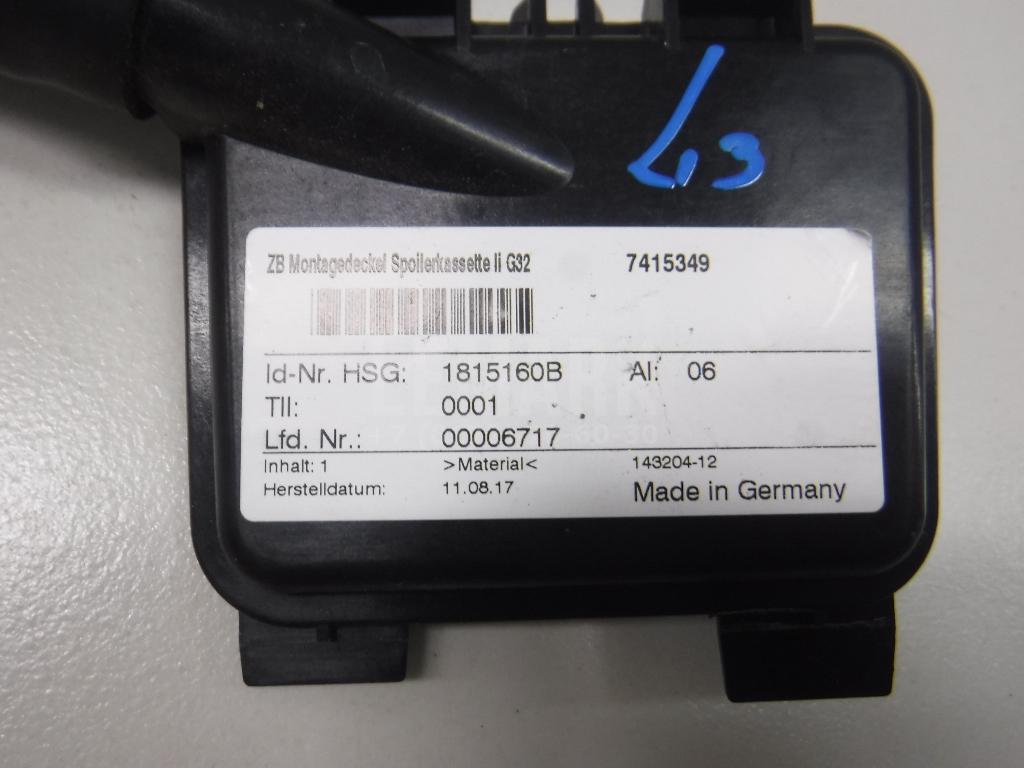 L13
ZB Montagedeckel Spoilerkassette li G32 7415349
Id-Nr. HSG: 1815160B AI: 06
TII: 0001
Lfd. Nr.: 00006717
Inhalt: 1 >Material< 143204-12
Herstelldatum: 11.08.17 Made in Germany